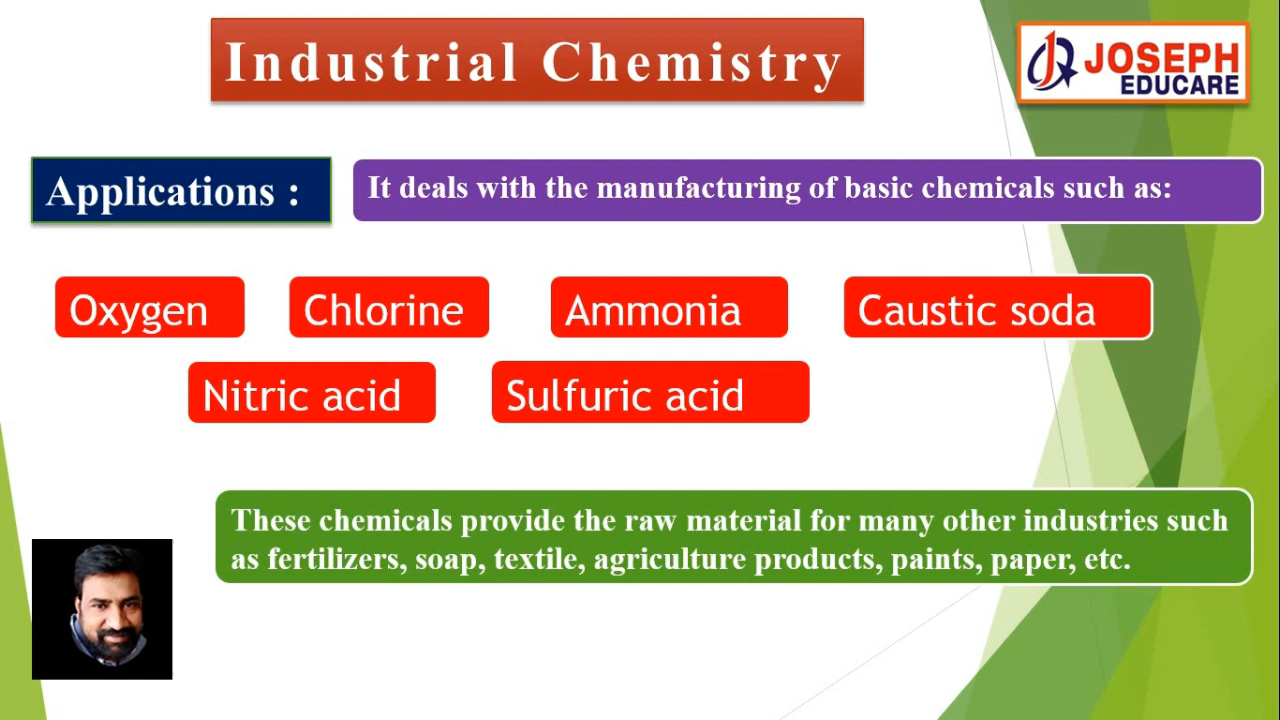 Industrial Chemistry
JOSEPH
EDUCARE
Applications :
It deals with the manufacturing of basic chemicals such as:
Oxygen
Chlorine
Ammonia
Caustic soda
Nitric acid
Sulfuric acid
These chemicals provide the raw material for many other industries such
as fertilizers, soap, textile, agriculture products, paints, paper, etc.